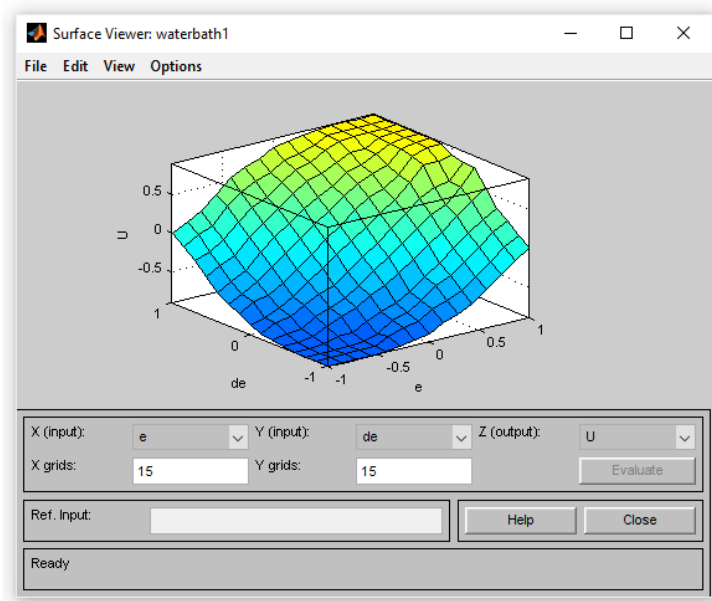 Surface Viewer: waterbath1
File Edit View Options
0.5
0
-0.5
U
1
0
-1
de
-1
-0.5
0
0.5
1
e
X (input): e Y (input): de Z (output): U
X grids: 15 Y grids: 15 Evaluate
Ref. Input: Help Close
Ready